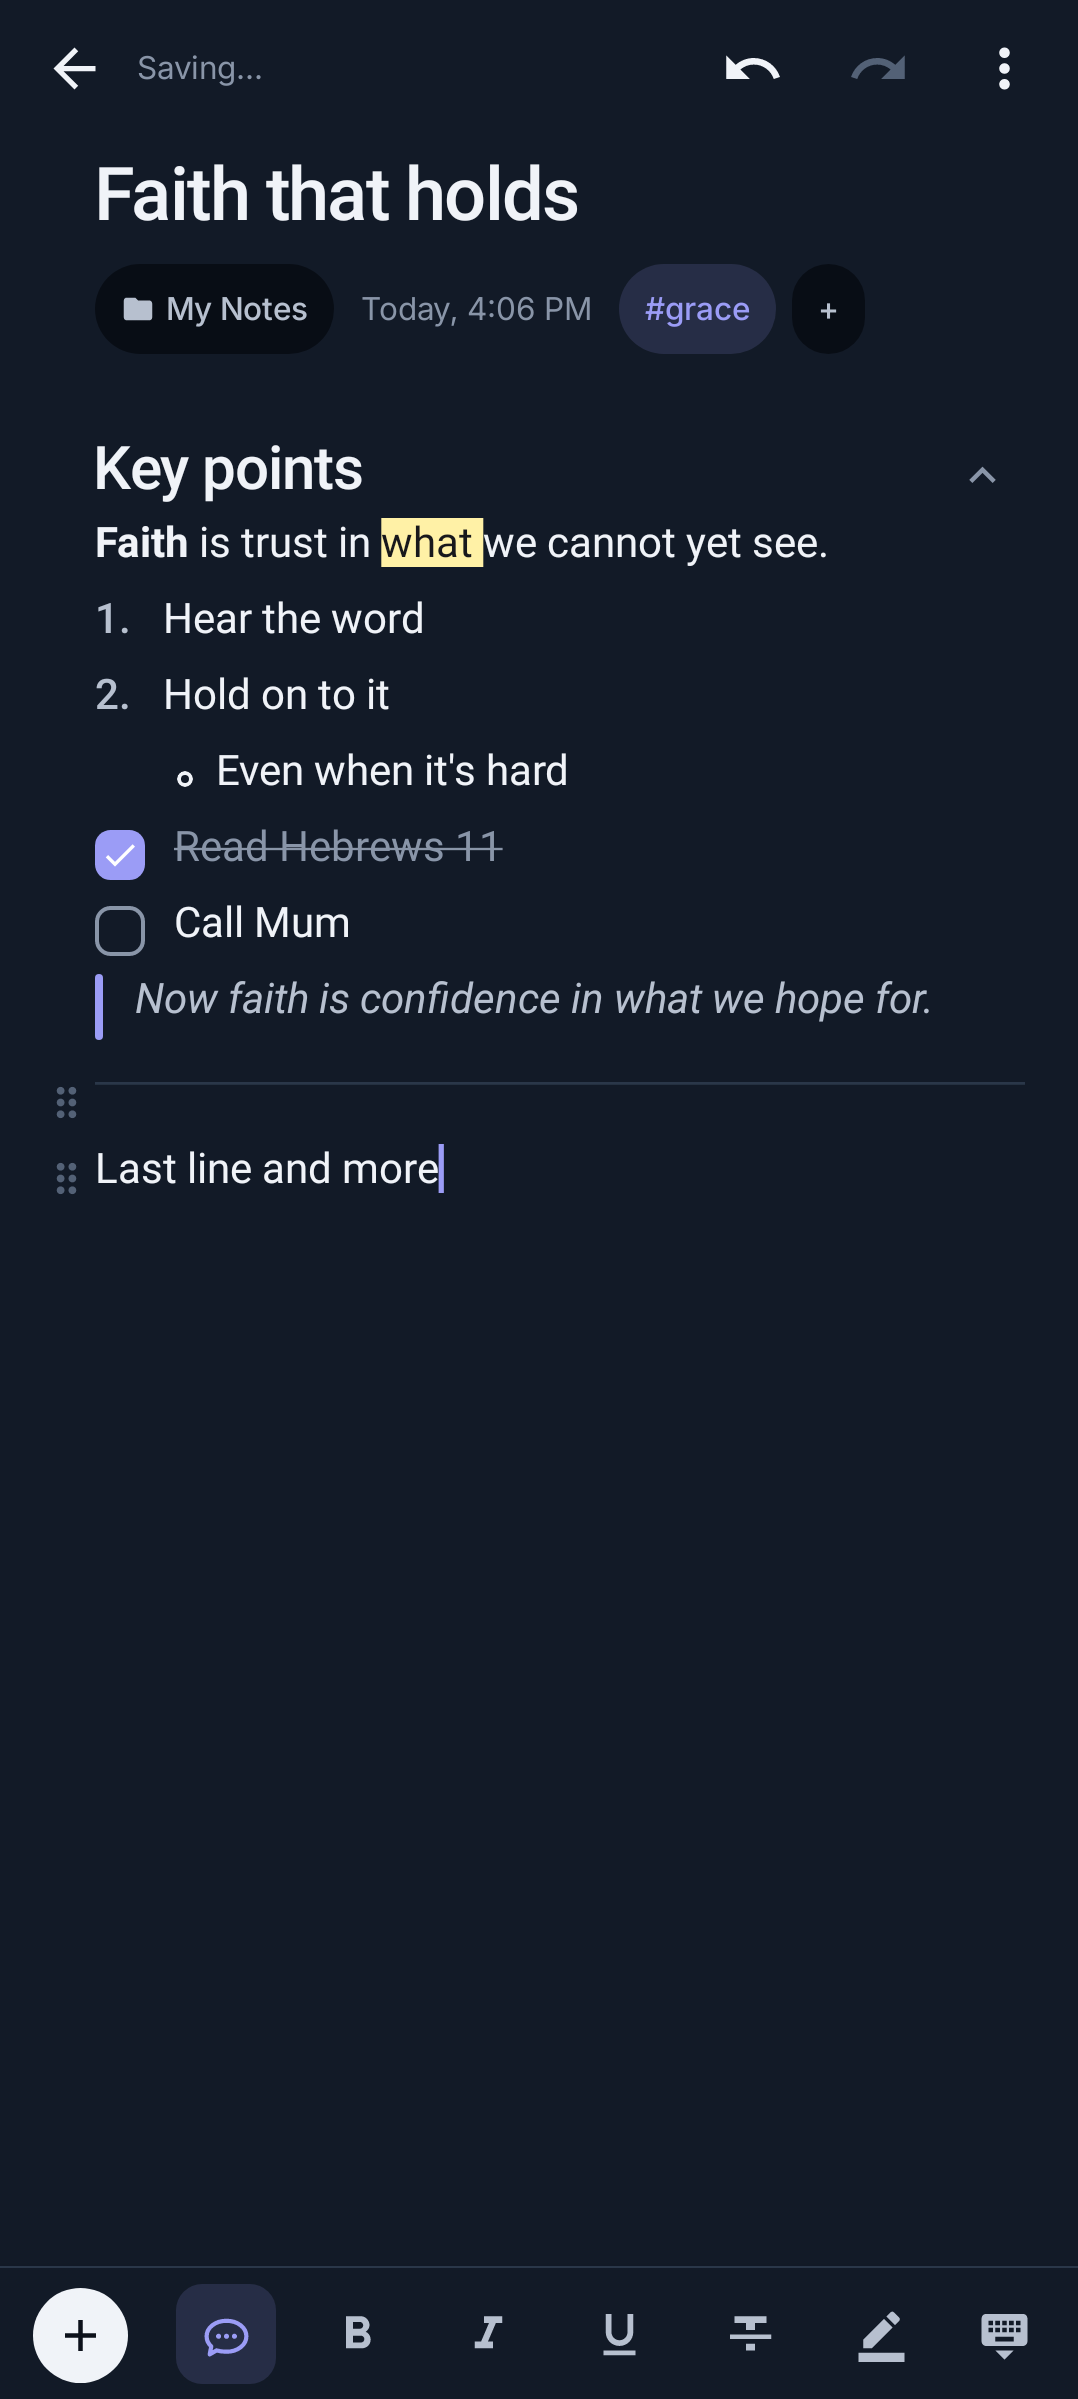 Saving...
Faith that holds
My Notes Today, 4:06 PM #grace +
Key points
Faith is trust in what we cannot yet see.
1. Hear the word
2. Hold on to it
Even when it's hard
Read Hebrews 11
Call Mum
Now faith is confidence in what we hope for.
Last line and more
B I U